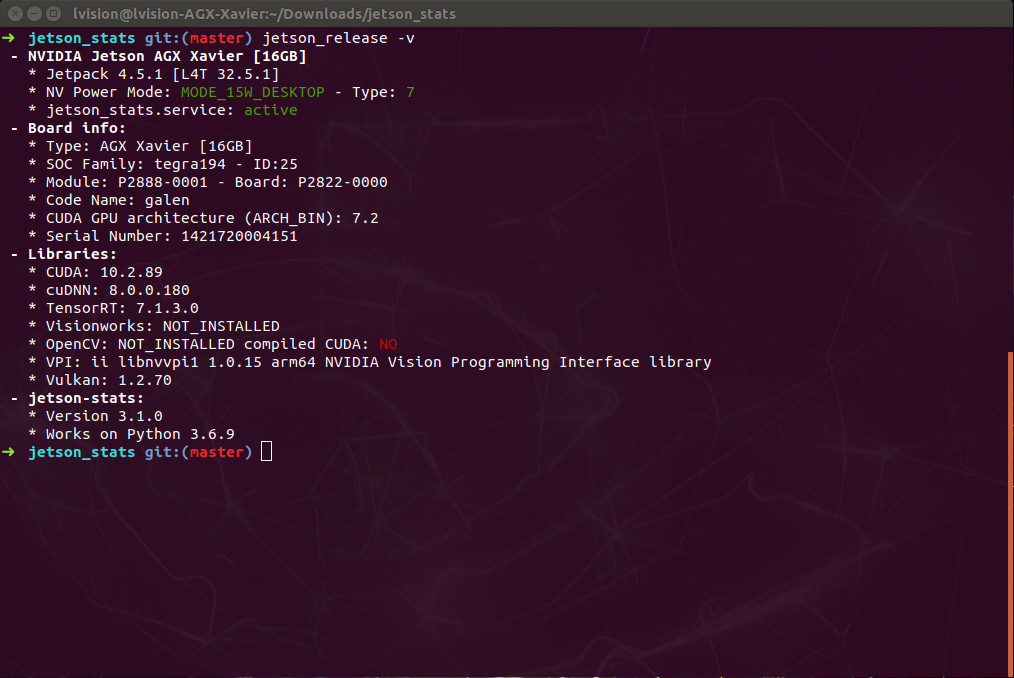 lvision@lvision-AGX-Xavier:~/Downloads/jetson_stats
➜ jetson_stats git:(master) jetson_release -v
- NVIDIA Jetson AGX Xavier [16GB]
* Jetpack 4.5.1 [L4T 32.5.1]
* NV Power Mode: MODE_15W_DESKTOP - Type: 7
* jetson_stats.service: active
- Board info:
* Type: AGX Xavier [16GB]
* SOC Family: tegra194 - ID:25
* Module: P2888-0001 - Board: P2822-0000
* Code Name: galen
* CUDA GPU architecture (ARCH_BIN): 7.2
* Serial Number: 1421720004151
- Libraries:
* CUDA: 10.2.89
* cuDNN: 8.0.0.180
* TensorRT: 7.1.3.0
* Visionworks: NOT_INSTALLED
* OpenCV: NOT_INSTALLED compiled CUDA: NO
* VPI: ii libnvvpi1 1.0.15 arm64 NVIDIA Vision Programming Interface library
* Vulkan: 1.2.70
- jetson-stats:
* Version 3.1.0
* Works on Python 3.6.9
➜ jetson_stats git:(master)